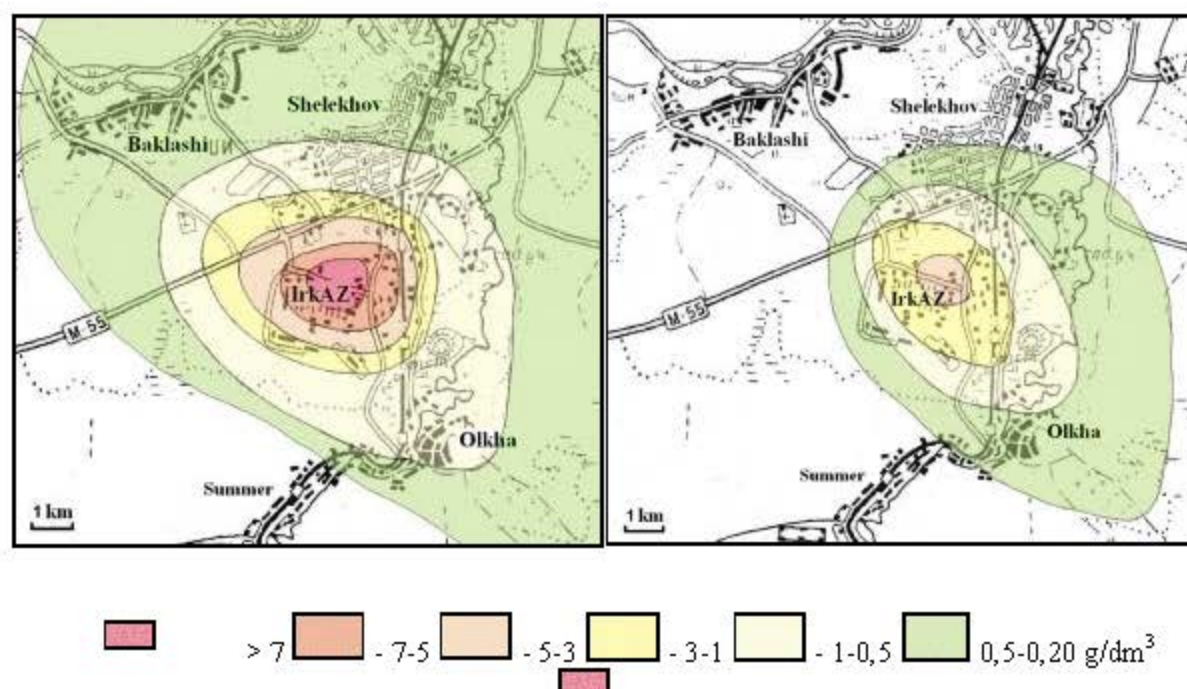 Shelekhov
Baklashi
IrkAZ
M-55
Olkha
Summer
1 km
Shelekhov
Baklashi
IrkAZ
M-55
Olkha
Summer
1 km
> 7 - 7-5 - 5-3 - 3-1 - 1-0,5 0,5-0,20 g/dm³